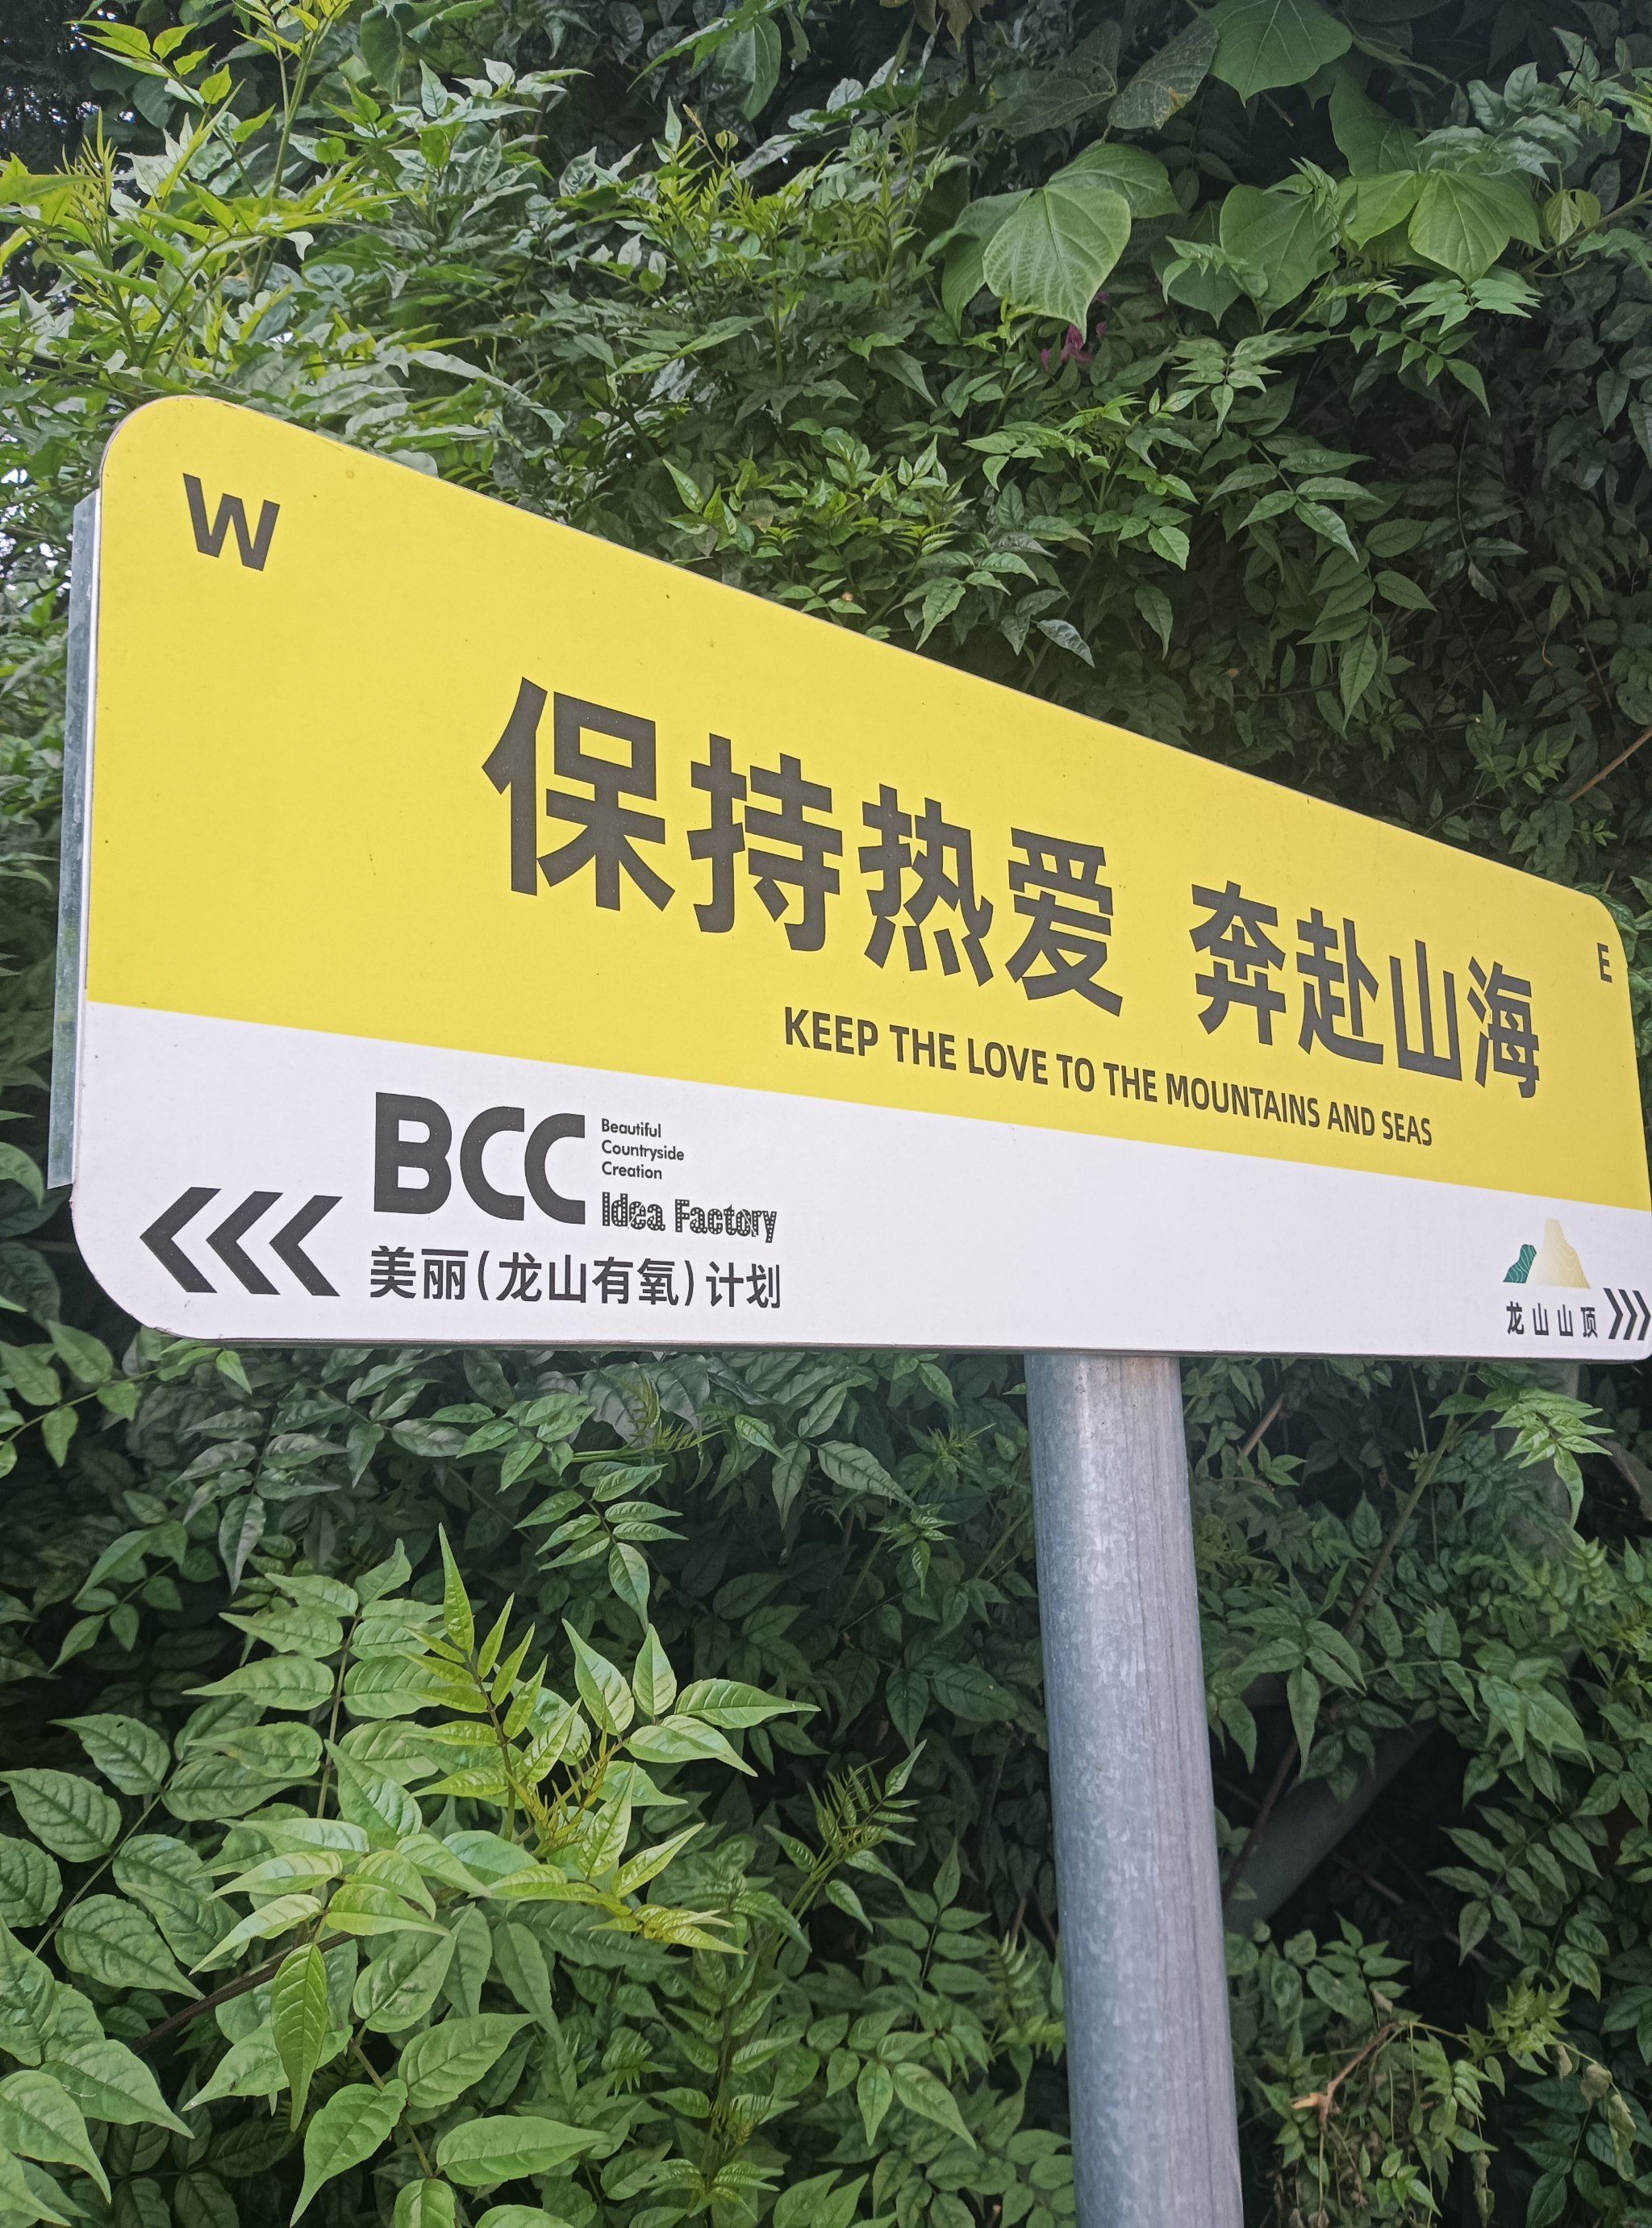 W
E
保持热爱 奔赴山海
KEEP THE LOVE TO THE MOUNTAINS AND SEAS
BCC
Beautiful
Countryside
Creation
Idea Factory
美丽(龙山有氧)计划
龙山山顶